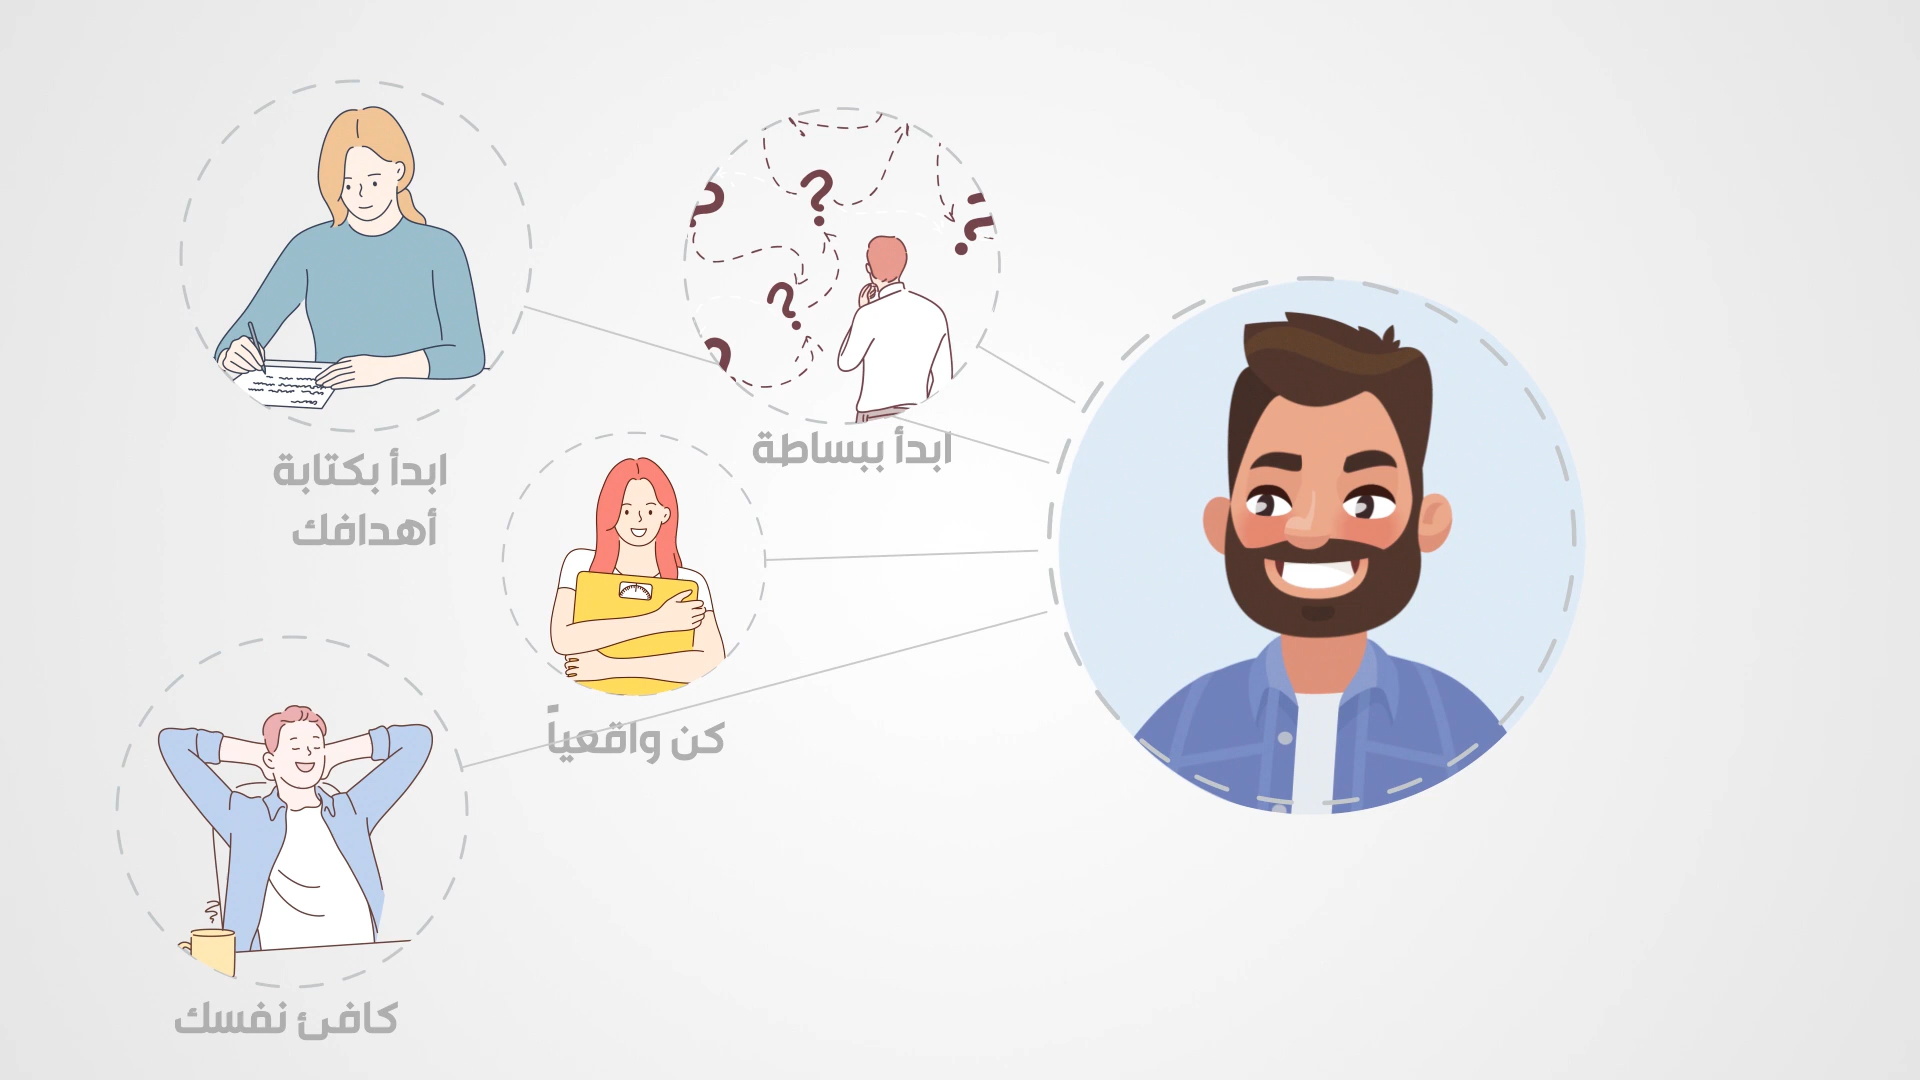 ابدأ بكتابة
أهدافك
ابدأ ببساطة
كن واقعياً
كافئ نفسك